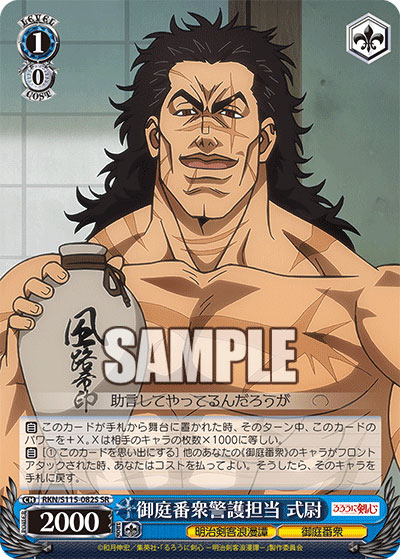 LEVEL
1
0
COST
風路帝印
SAMPLE
助言してやってるんだろうが
自 このカードが手札から舞台に置かれた時、そのターン中、このカードの
パワーを＋X。Xは相手のキャラの枚数×1000に等しい。
自 [① このカードを思い出にする] 他のあなたの《御庭番衆》のキャラがフロント
アタックされた時、あなたはコストを払ってよい。そうしたら、そのキャラを
手札に戻す。
CH RKN/S115-082S SR
2000
御庭番衆警護担当 式尉
るろうに剣心
明治剣客浪漫譚
御庭番衆
©和月伸宏／集英社・「るろうに剣心 －明治剣客浪漫譚－」製作委員会